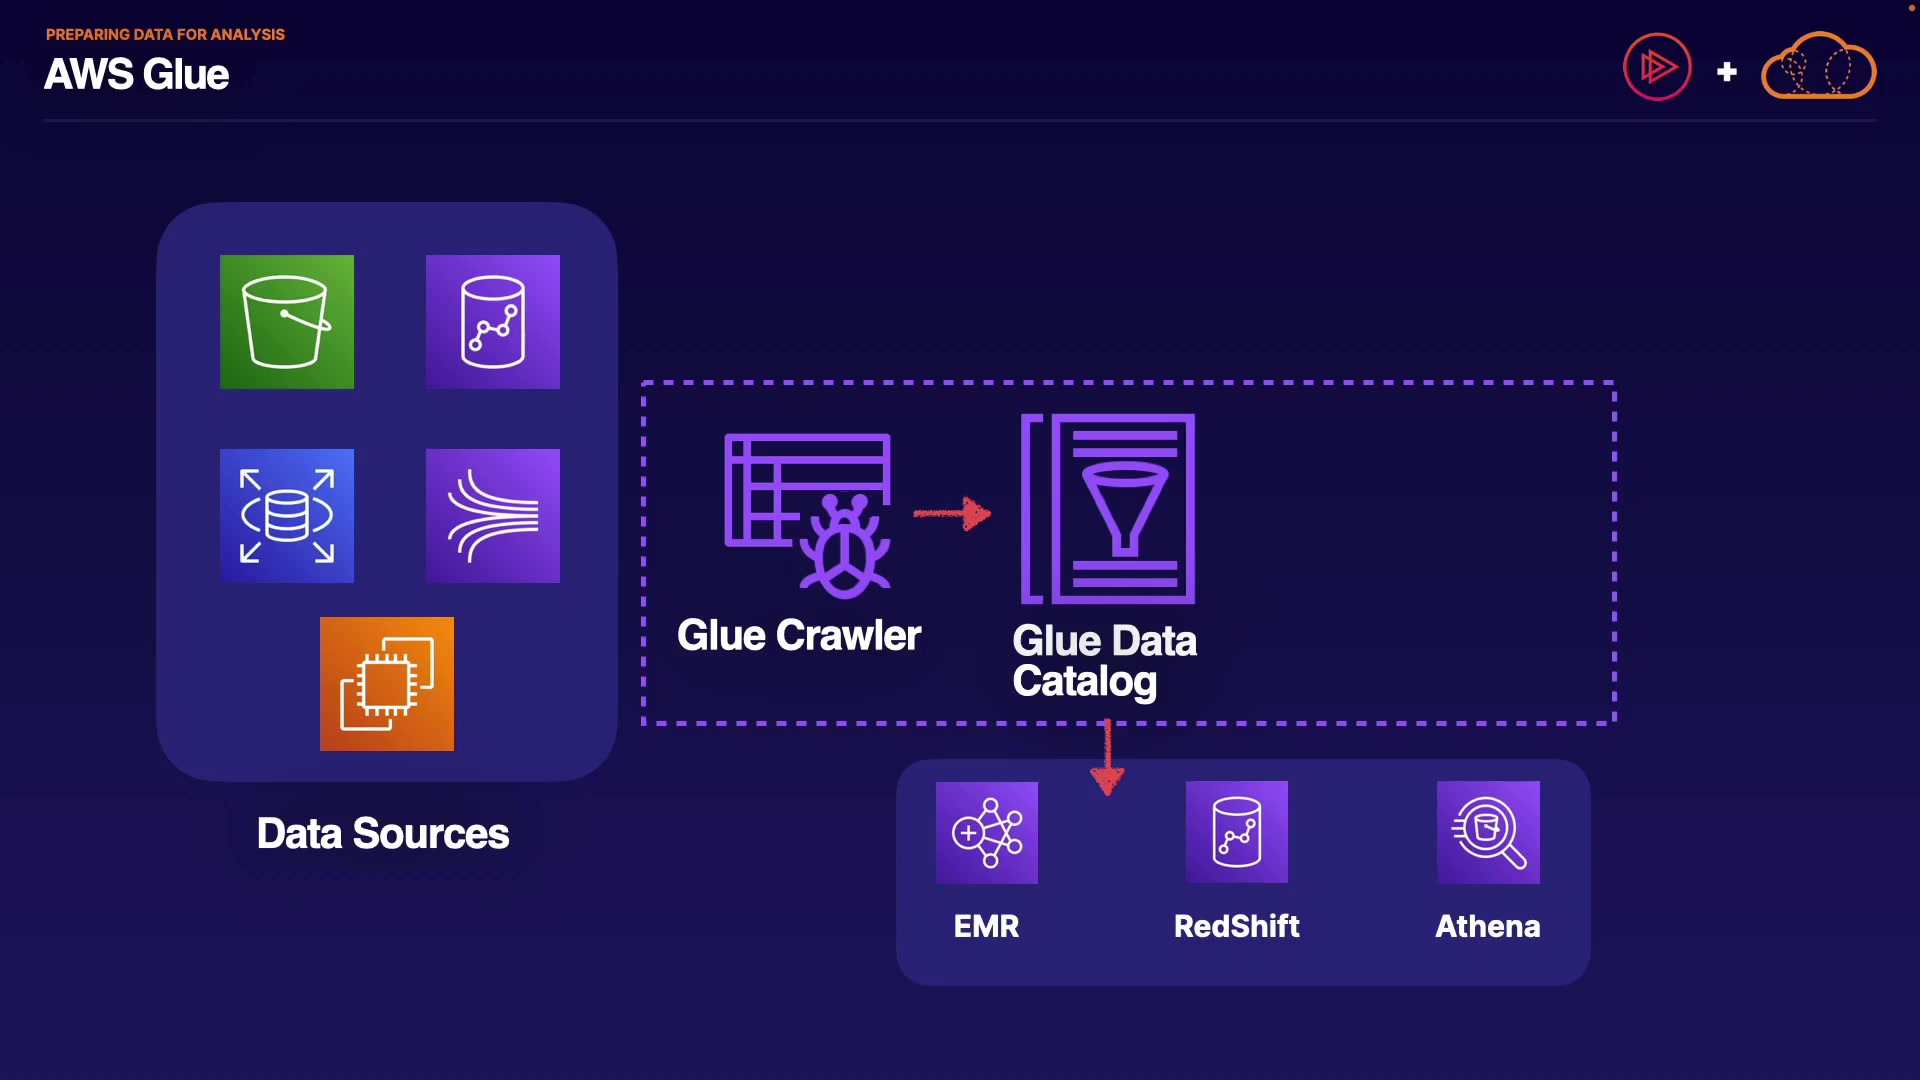 PREPARING DATA FOR ANALYSIS
AWS Glue
Glue Crawler
Glue Data
Catalog
Data Sources
EMR
RedShift
Athena